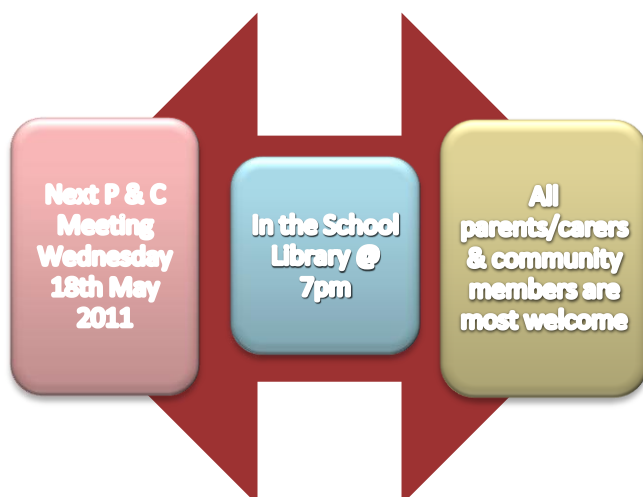 Next P & C
Meeting
Wednesday
18th May
2011
In the School
Library @
7pm
All
parents/carers
& community
members are
most welcome